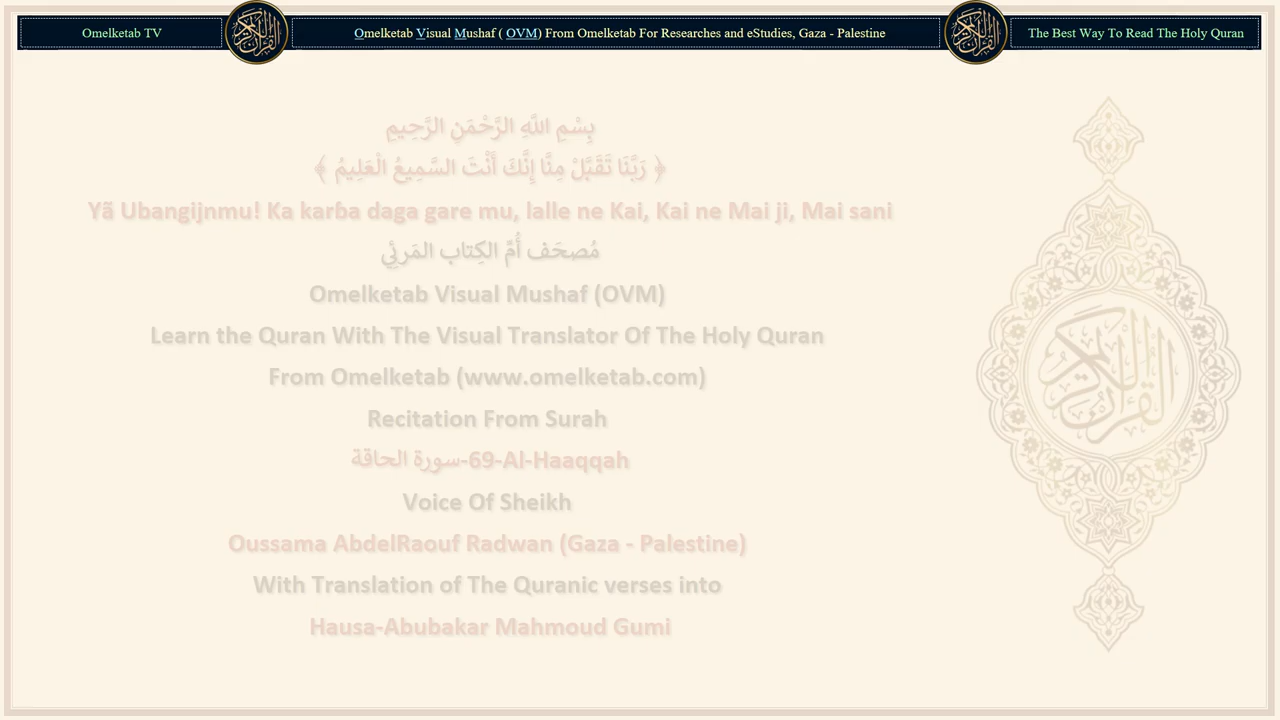 Omelketab TV
Omelketab Visual Mushaf ( OVM) From Omelketab For Researches and eStudies, Gaza - Palestine
The Best Way To Read The Holy Quran
بِسْمِ اللَّهِ الرَّحْمَنِ الرَّحِيمِ
﴿ رَبَّنَا تَقَبَّلْ مِنَّا إِنَّكَ أَنْتَ السَّمِيعُ الْعَلِيمُ ﴾
Yã Ubangijnmu! Ka karɓa daga gare mu, lalle ne Kai, Kai ne Mai ji, Mai sani
مُصحَف أُمِّ الكِتابِ المَرئِي
Omelketab Visual Mushaf (OVM)
Learn the Quran With The Visual Translator Of The Holy Quran
From Omelketab (www.omelketab.com)
Recitation From Surah
سورة الحاقة-69-Al-Haaqqah
Voice Of Sheikh
Oussama AbdelRaouf Radwan (Gaza - Palestine)
With Translation of The Quranic verses into
Hausa-Abubakar Mahmoud Gumi
القرآن الكريم